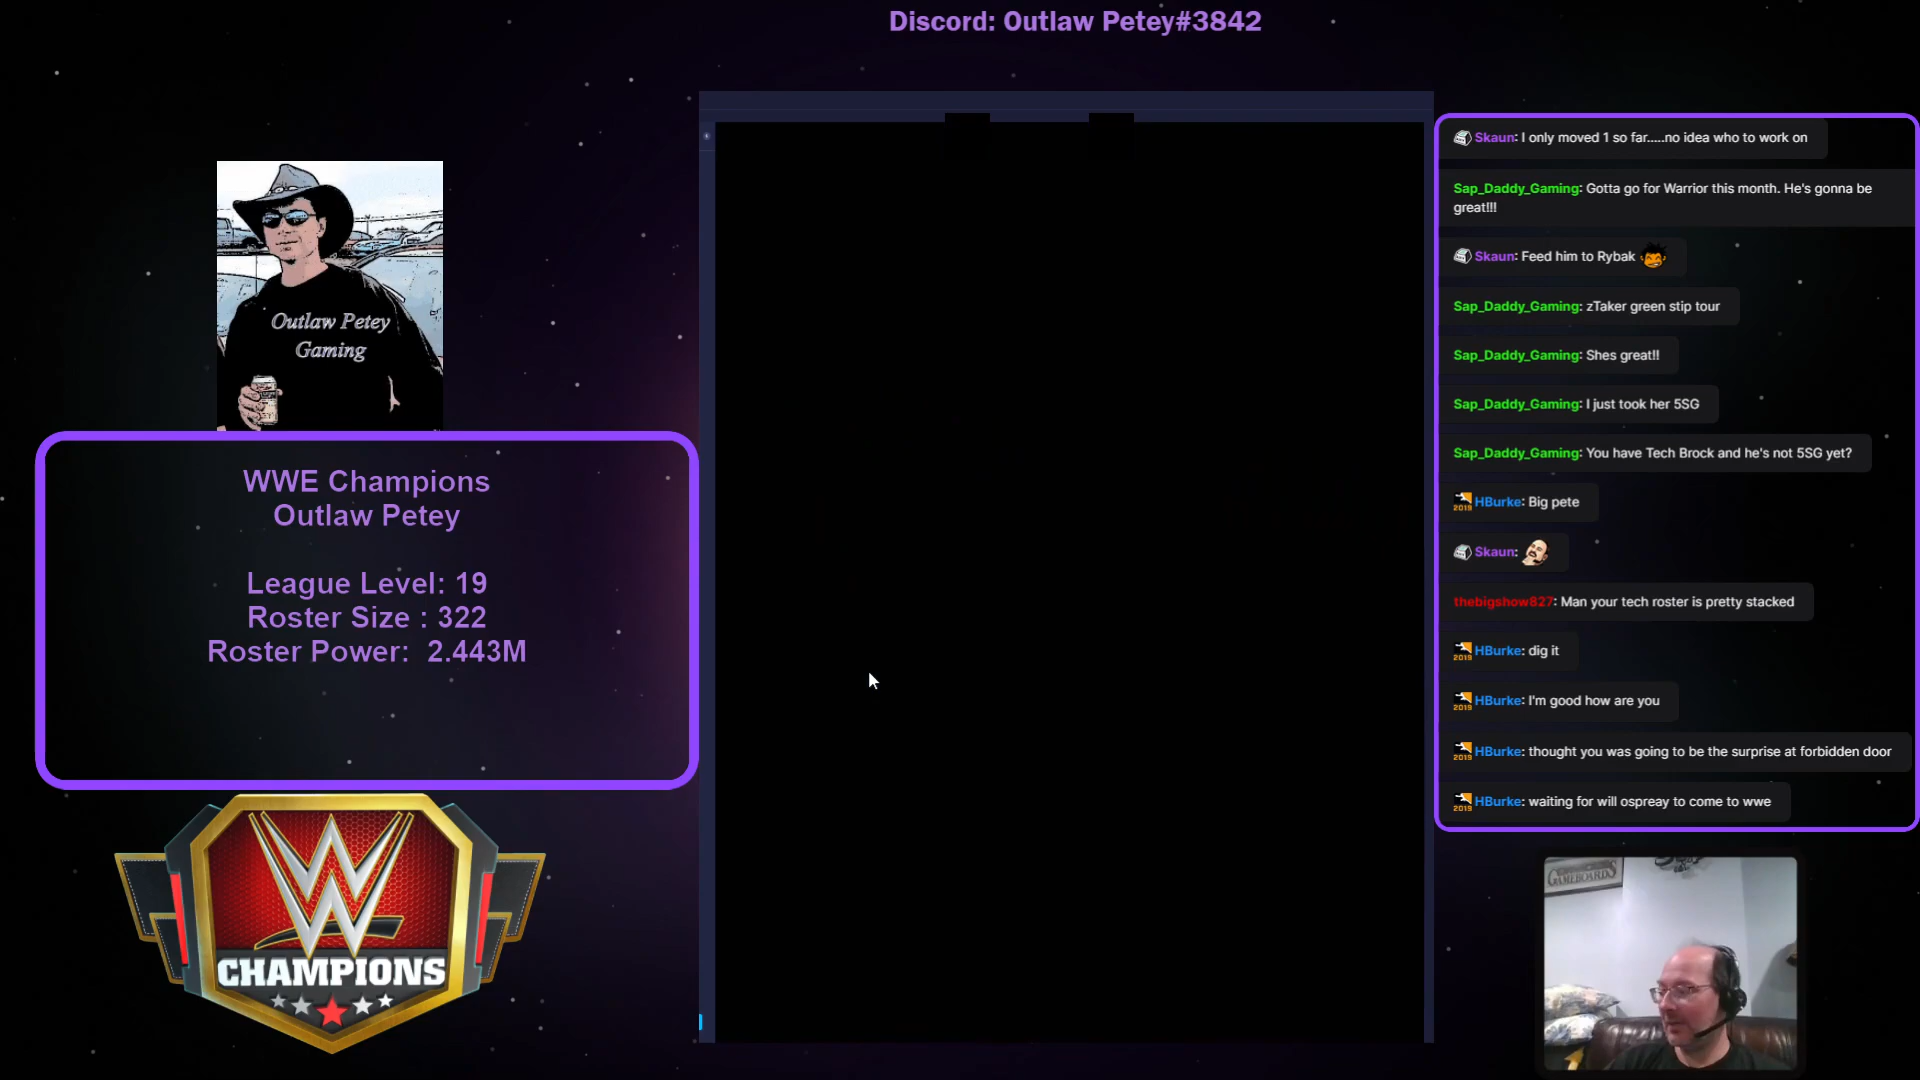 Discord: Outlaw Petey#3842
Outlaw Petey
Gaming
WWE Champions
Outlaw Petey
League Level: 19
Roster Size : 322
Roster Power: 2.443M
W
CHAMPIONS
Skaun: I only moved 1 so far.....no idea who to work on
Sap_Daddy_Gaming: Gotta go for Warrior this month. He's gonna be
great!!!
Skaun: Feed him to Rybak
Sap_Daddy_Gaming: zTaker green stip tour
Sap_Daddy_Gaming: Shes great!!
Sap_Daddy_Gaming: I just took her 5SG
Sap_Daddy_Gaming: You have Tech Brock and he's not 5SG yet?
2019 HBurke: Big pete
Skaun:
thebigshow827: Man your tech roster is pretty stacked
2019 HBurke: dig it
2019 HBurke: I'm good how are you
2019 HBurke: thought you was going to be the surprise at forbidden door
2019 HBurke: waiting for will ospreay to come to wwe
GAMEBOARDS